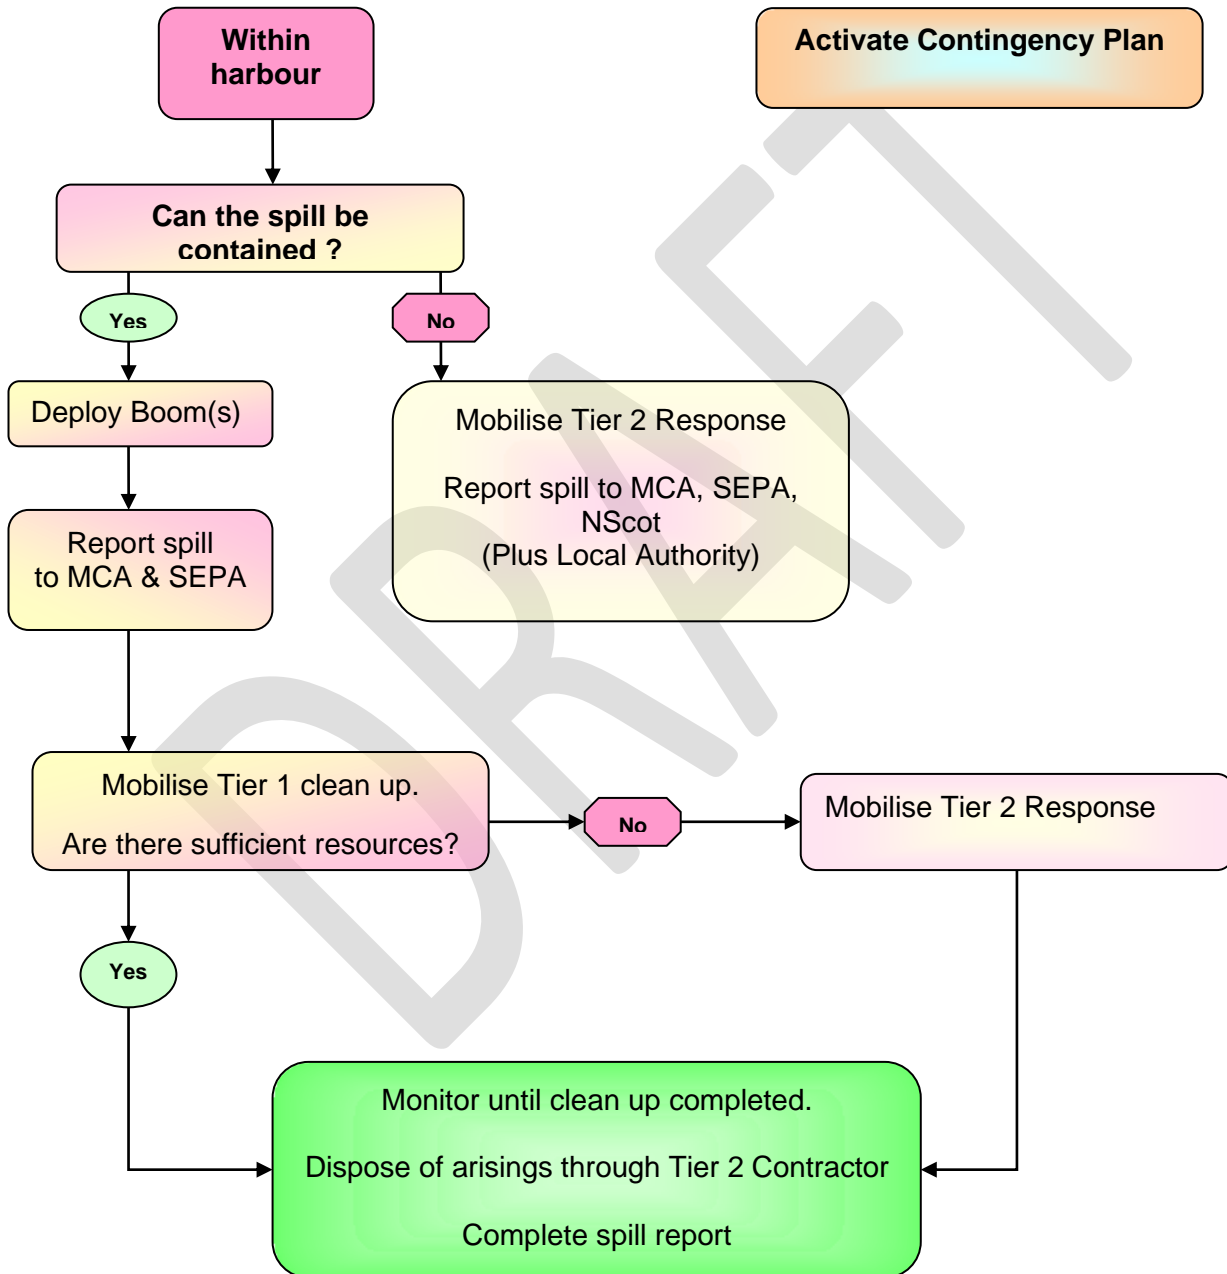 Within
harbour
Activate Contingency Plan
Can the spill be
contained ?
Yes
No
Deploy Boom(s)
Mobilise Tier 2 Response
Report spill to MCA, SEPA,
NScot
(Plus Local Authority)
Report spill
to MCA & SEPA
Mobilise Tier 1 clean up.
Are there sufficient resources?
No
Mobilise Tier 2 Response
Yes
Monitor until clean up completed.
Dispose of arisings through Tier 2 Contractor
Complete spill report
DRAFT